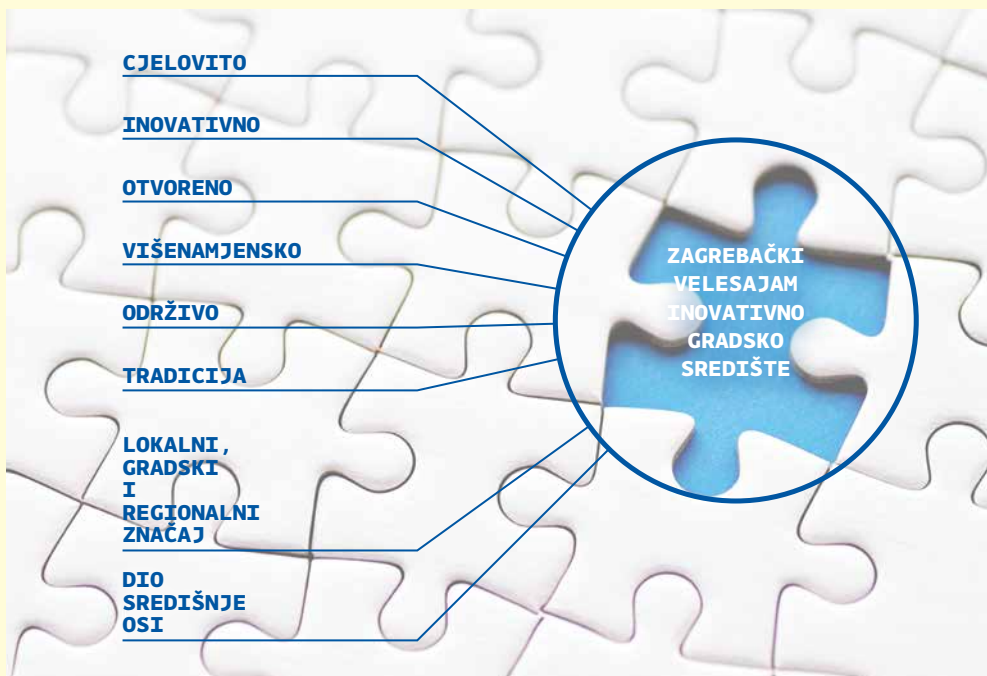 CJELOVITO
INOVATIVNO
OTVORENO
VIŠENAMJENSKO
ODRŽIVO
TRADICIJA
LOKALNI,
GRADSKI
I
REGIONALNI
ZNAČAJ
DIO
SREDIŠNJE
OSI
ZAGREBAČKI
VELESAJAM
INOVATIVNO
GRADSKO
SREDIŠTE